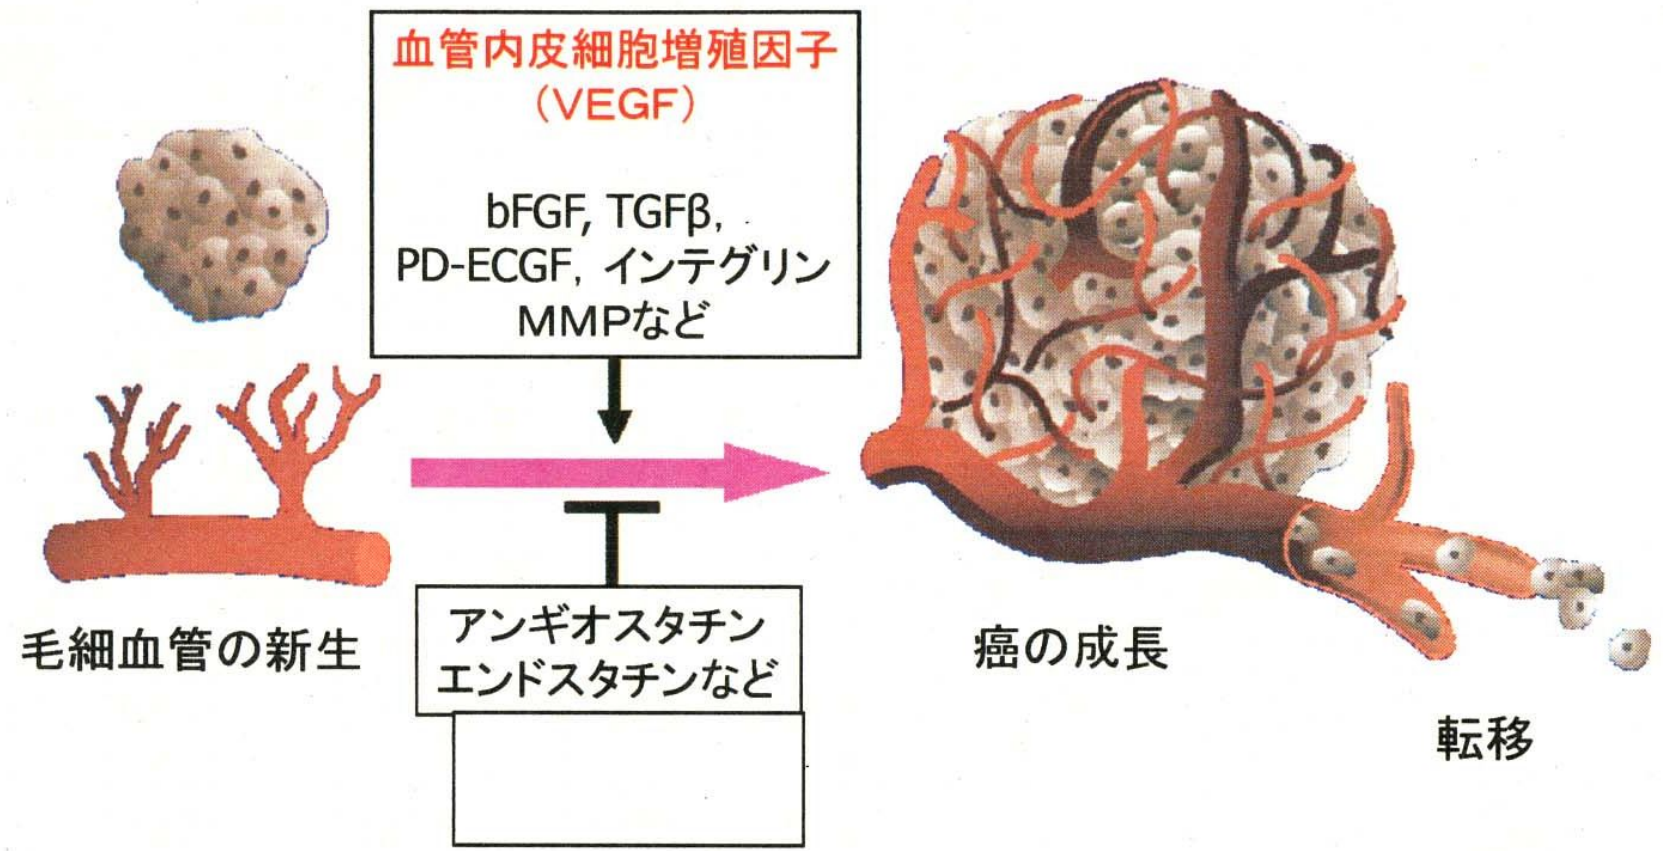 血管内皮細胞増殖因子
(VEGF)
bFGF, TGFβ,
PD-ECGF, インテグリン
MMPなど
毛細血管の新生
アンギオスタチン
エンドスタチンなど
癌の成長
転移